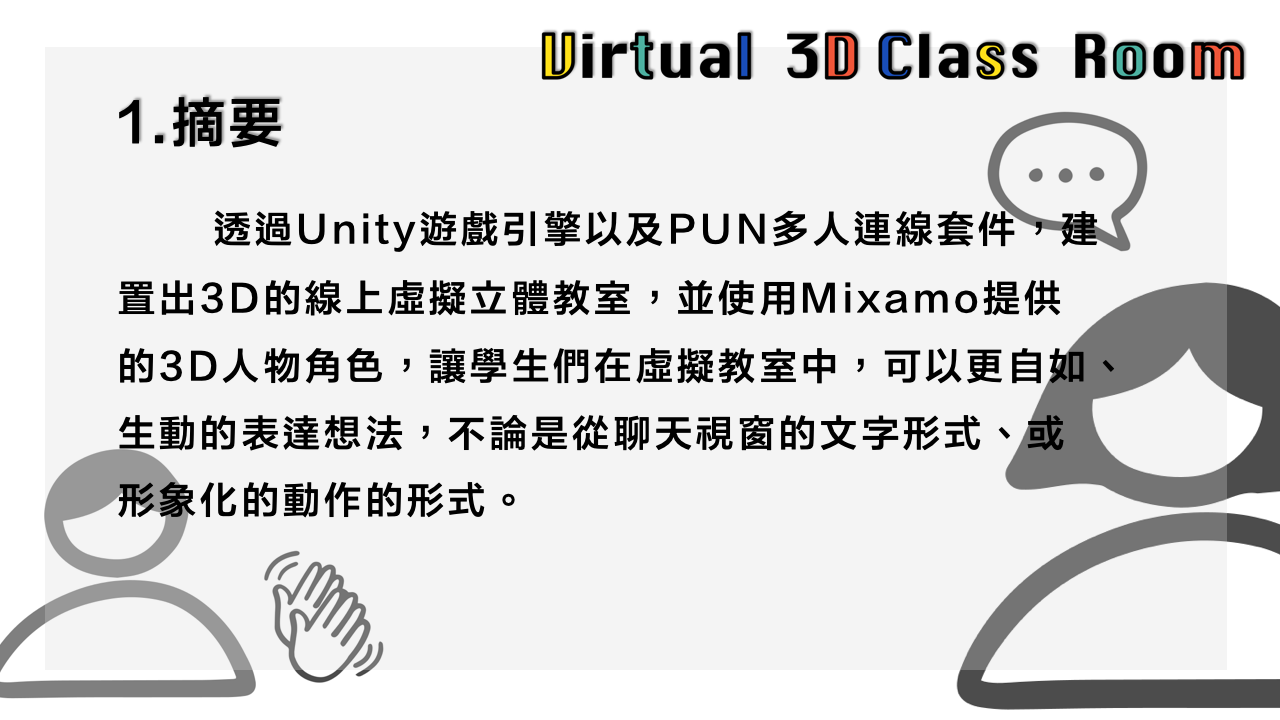 Virtual 3D Class Room
1.摘要
透過Unity遊戲引擎以及PUN多人連線套件，建
置出3D的線上虛擬立體教室，並使用Mixamo提供
的3D人物角色，讓學生們在虛擬教室中，可以更自如、
生動的表達想法，不論是從聊天視窗的文字形式、或
形象化的動作的形式。